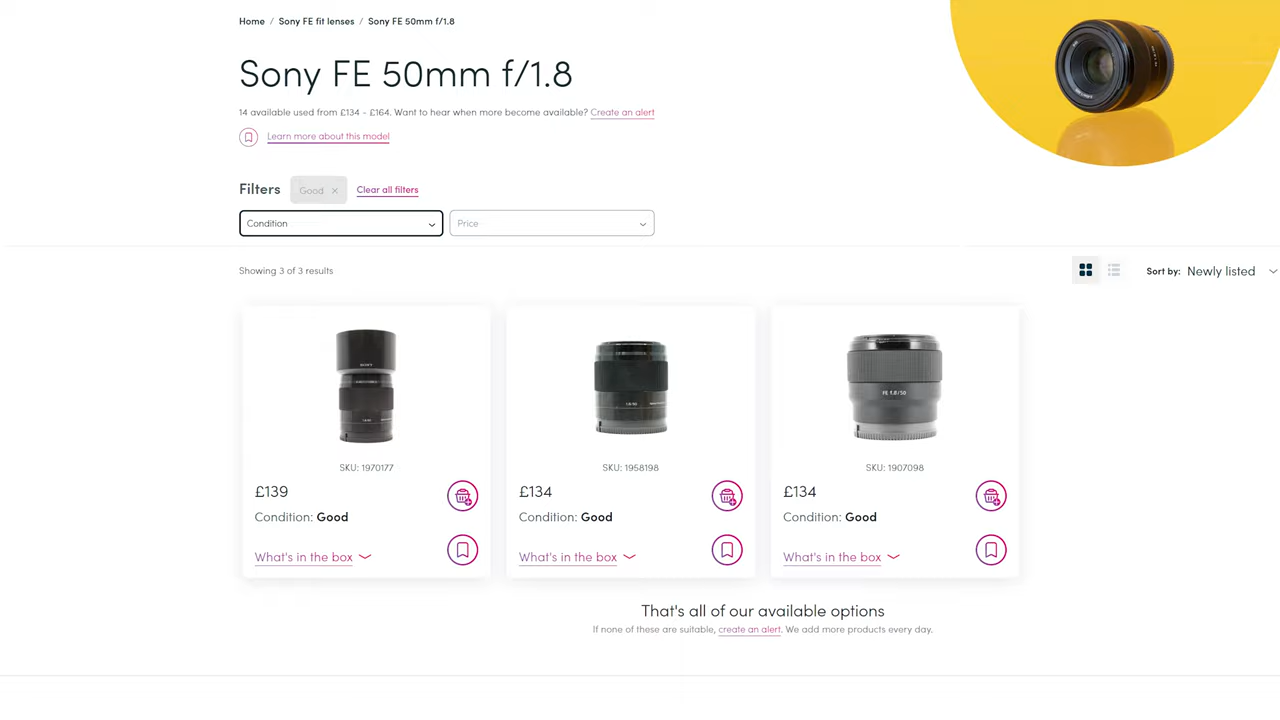 Home / Sony FE fit lenses / Sony FE 50mm f/1.8
Sony FE 50mm f/1.8
14 available used from £134 - £164. Want to hear when more become available? Create an alert
Learn more about this model
Filters Good × Clear all filters
Condition Price
Showing 3 of 3 results
Sort by: Newly listed
SONY
FE 1.8/50
SKU: 1970177
SKU: 1958198
SKU: 1907098
£139
£134
£134
Condition: Good
Condition: Good
Condition: Good
What's in the box
What's in the box
What's in the box
That's all of our available options
If none of these are suitable, create an alert. We add more products every day.